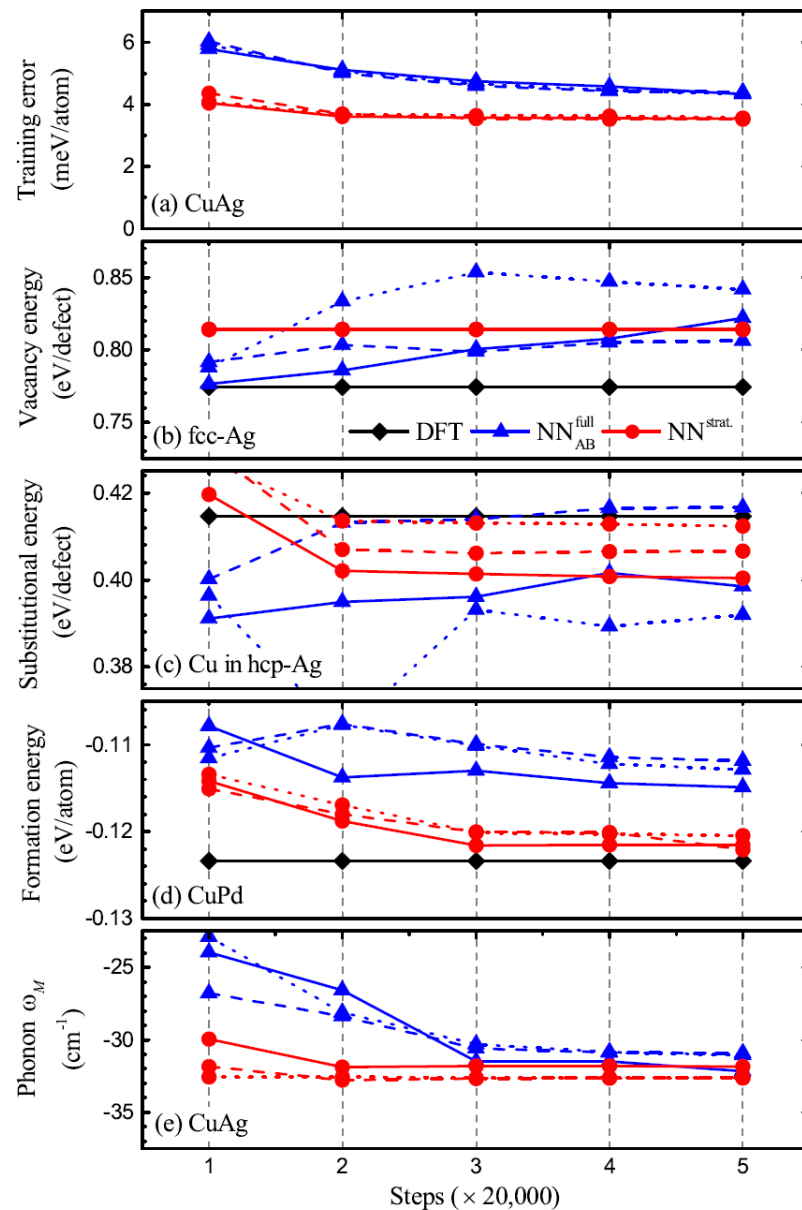 Training error
(meV/atom)
6
4
2
0
(a) CuAg
Vacancy energy
(eV/defect)
0.85
0.80
0.75
(b) fcc-Ag
DFT
NN full AB
NN strat.
Substitutional energy
(eV/defect)
0.42
0.40
0.38
(c) Cu in hcp-Ag
Formation energy
(eV/atom)
-0.11
-0.12
-0.13
(d) CuPd
Phonon ω_M
(cm⁻¹)
-25
-30
-35
(e) CuAg
1 2 3 4 5
Steps (× 20,000)